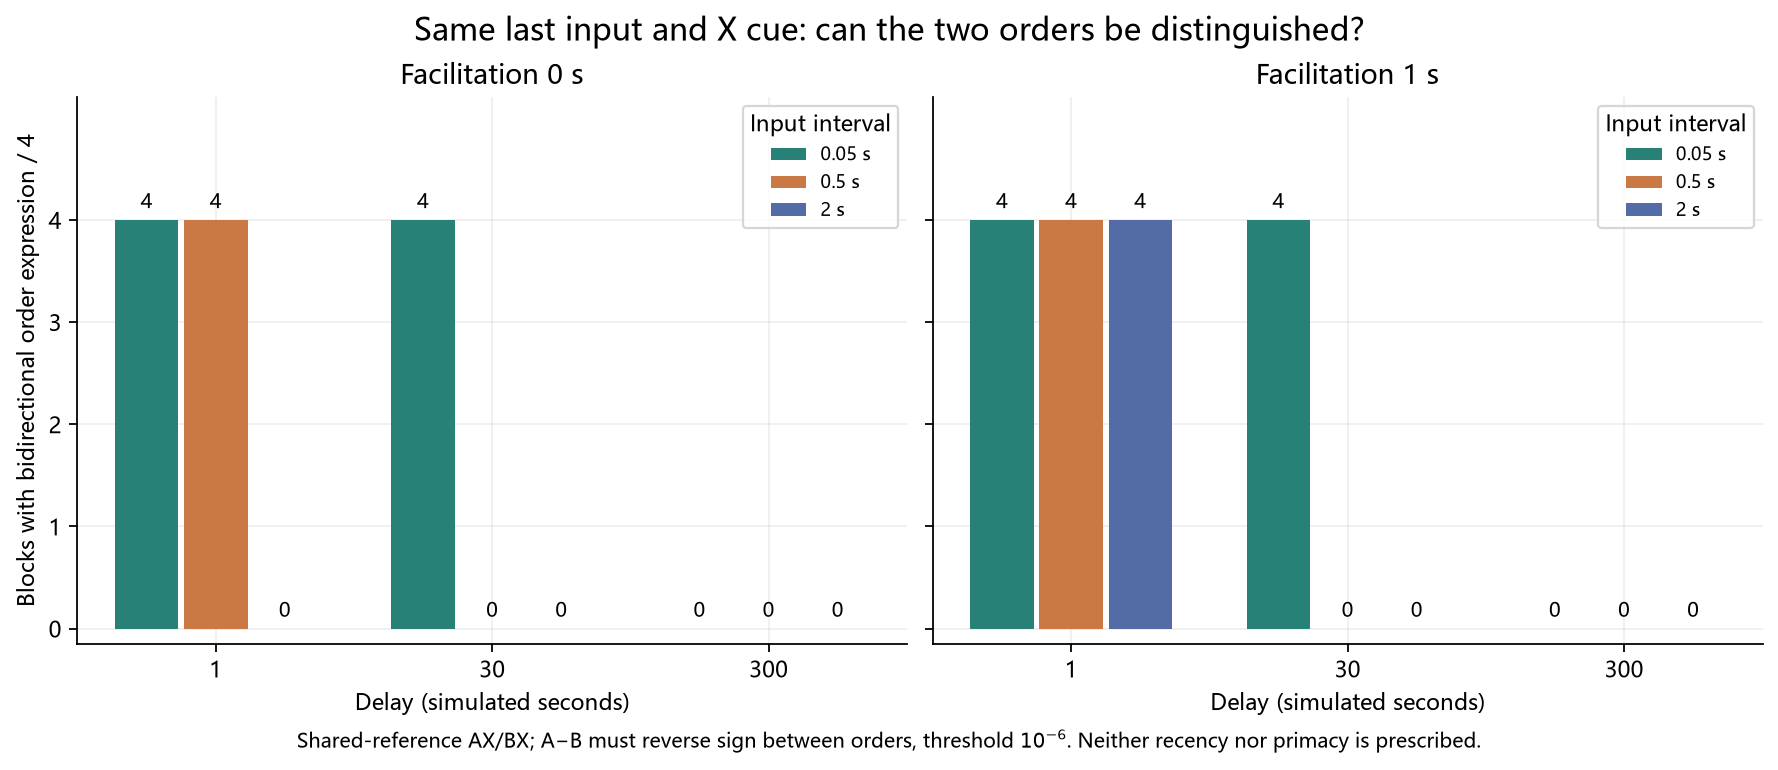 Same last input and X cue: can the two orders be distinguished?
Facilitation 0 s
Blocks with bidirectional order expression / 4
4
3
2
1
0
4
4
0
4
0
0
0
0
0
Input interval
0.05 s
0.5 s
2 s
1
30
300
Delay (simulated seconds)
Facilitation 1 s
4
4
4
4
0
0
0
0
0
Input interval
0.05 s
0.5 s
2 s
1
30
300
Delay (simulated seconds)
Shared-reference AX/BX; A−B must reverse sign between orders, threshold 10⁻⁶. Neither recency nor primacy is prescribed.